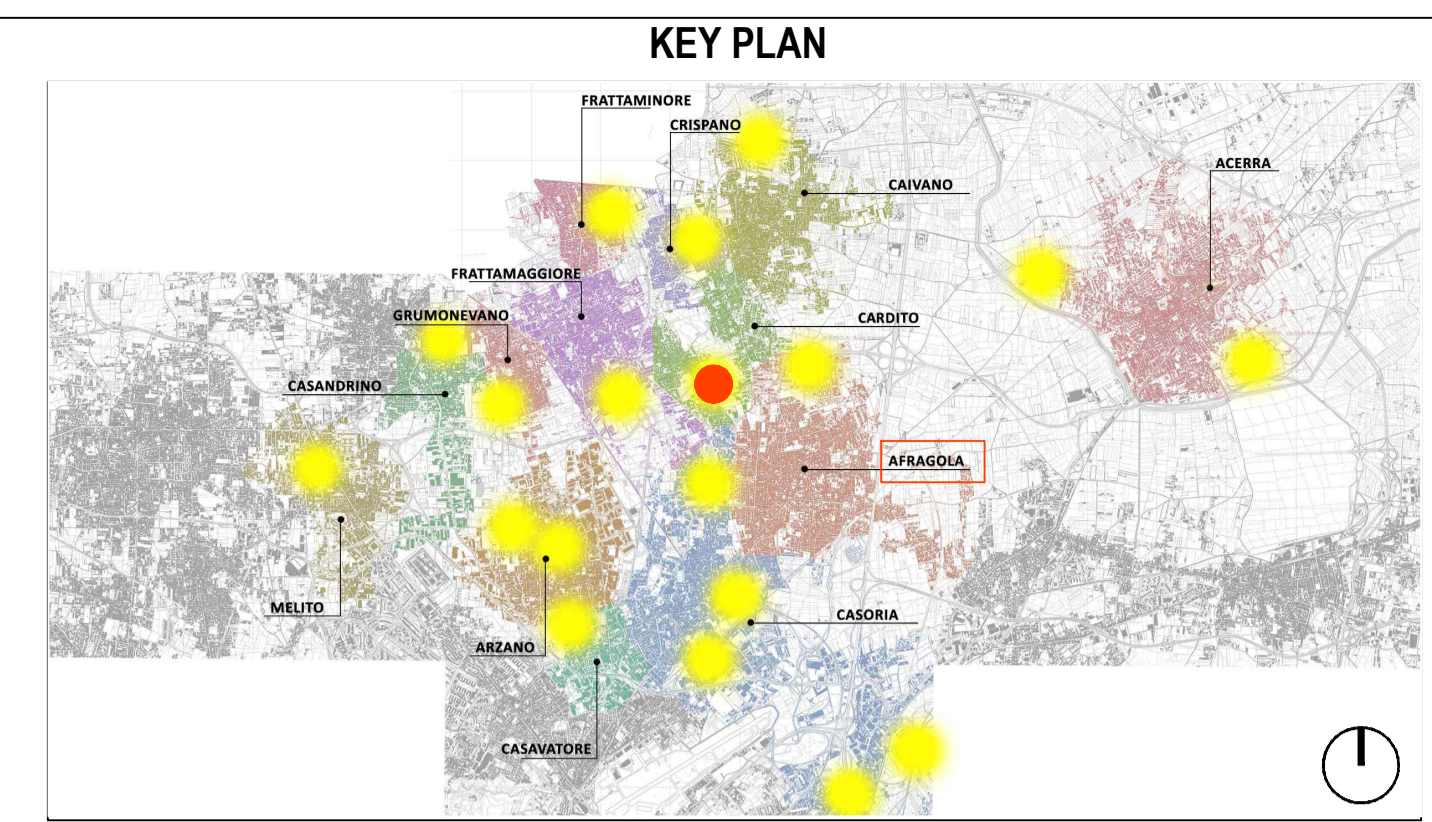 KEY PLAN
FRATTAMINORE
CRISPANO
ACERRA
CAIVANO
FRATTAMAGGIORE
GRUMONEVANO
CARDITO
CASANDRINO
AFRAGOLA
MELITO
CASORIA
ARZANO
CASAVATORE